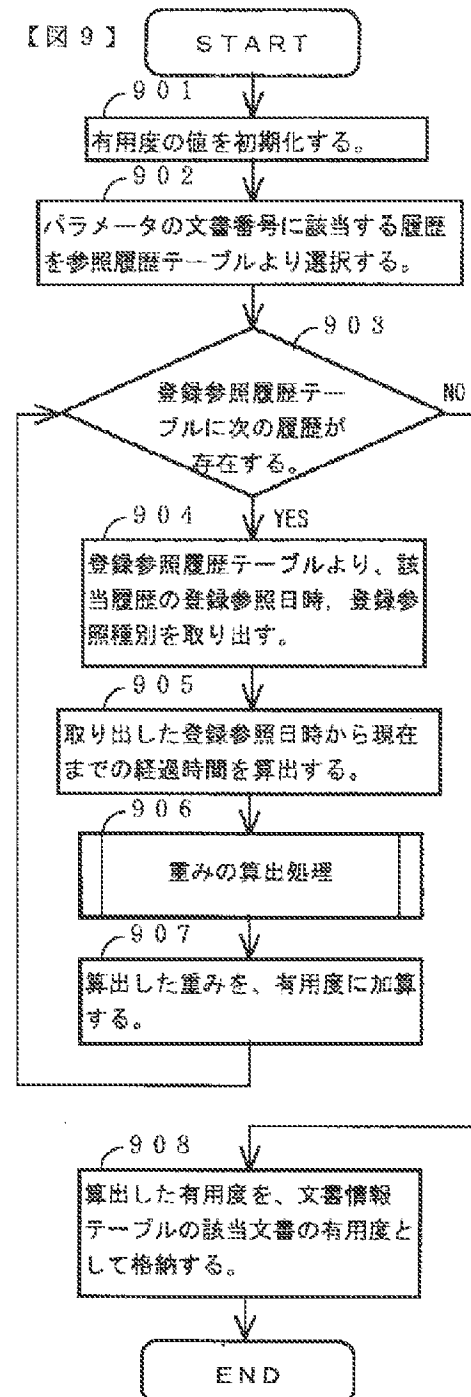 【図9】
START
901
有用度の値を初期化する。
902
パラメータの文書番号に該当する履歴
を参照履歴テーブルより選択する。
903
登録参照履歴テー
ブルに次の履歴が
存在する。
NO
YES
904
登録参照履歴テーブルより、該
当履歴の登録参照日時，登録参
照種別を取り出す。
905
取り出した登録参照日時から現在
までの経過時間を算出する。
906
重みの算出処理
907
算出した重みを、有用度に加算
する。
908
算出した有用度を、文書情報
テーブルの該当文書の有用度と
して格納する。
END